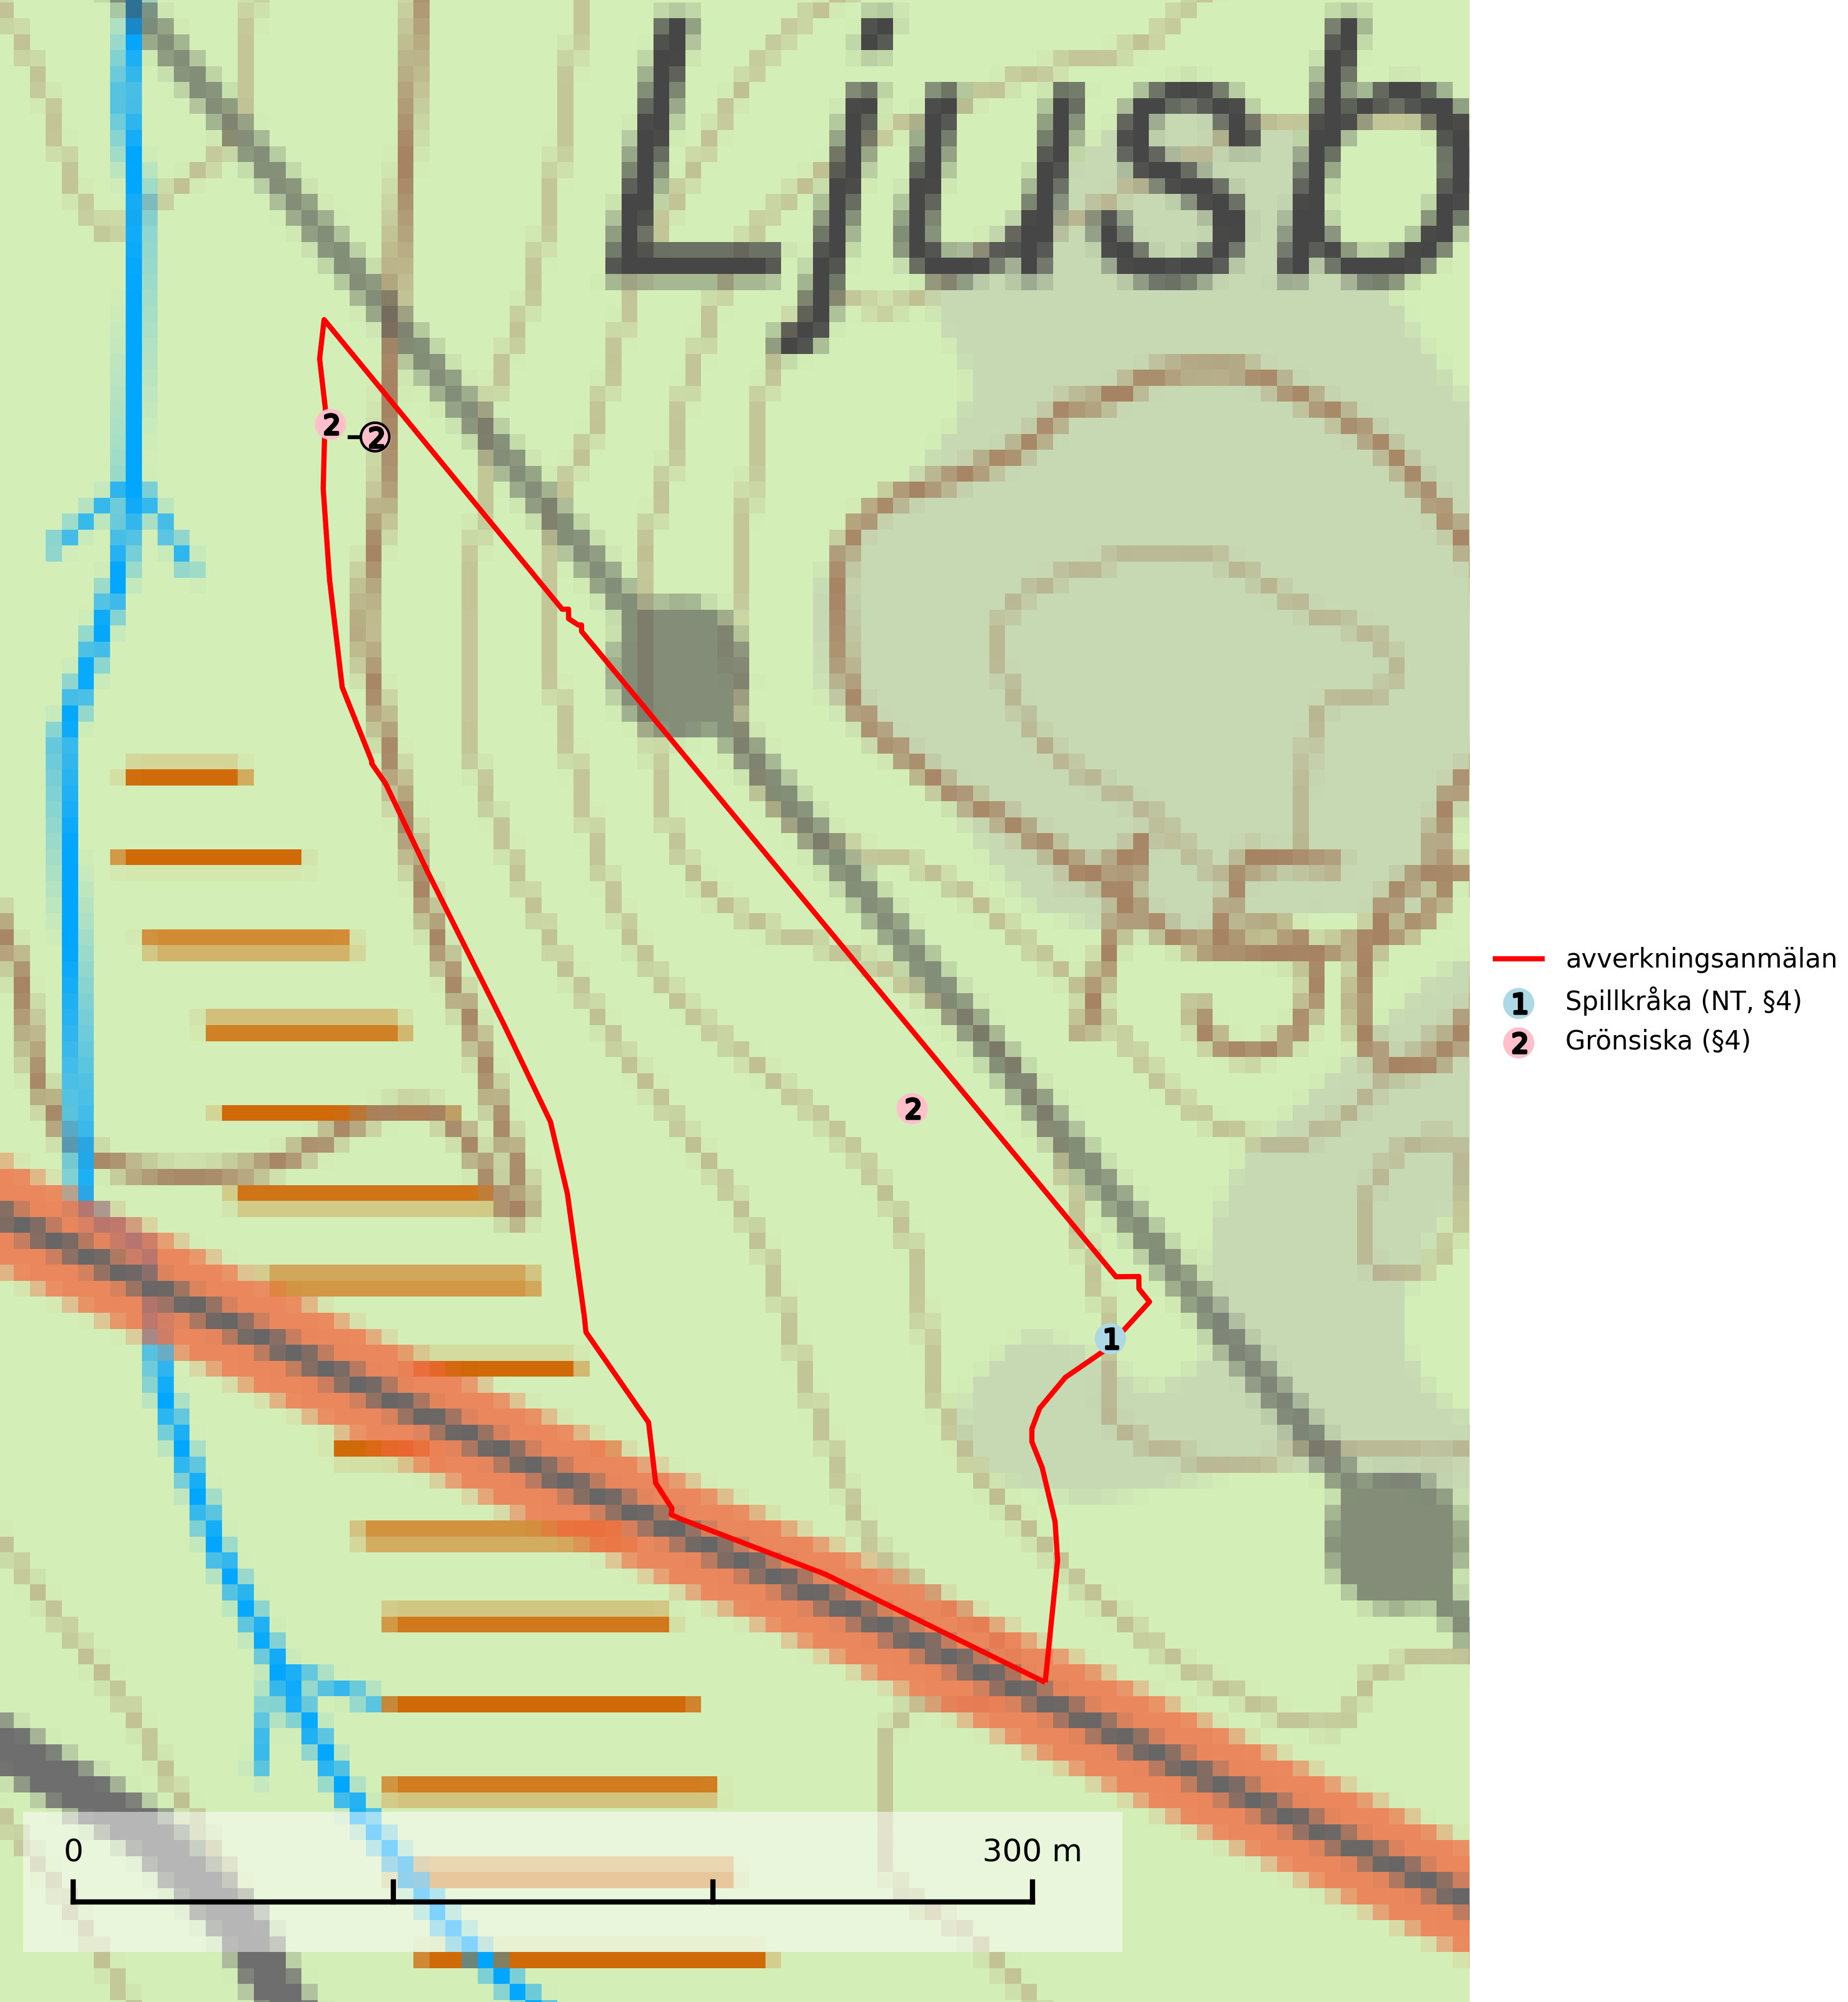 Ljusb
2
2
2
1
avverkningsanmälan
1 Spillkråka (NT, §4)
2 Grönsiska (§4)
0 300 m